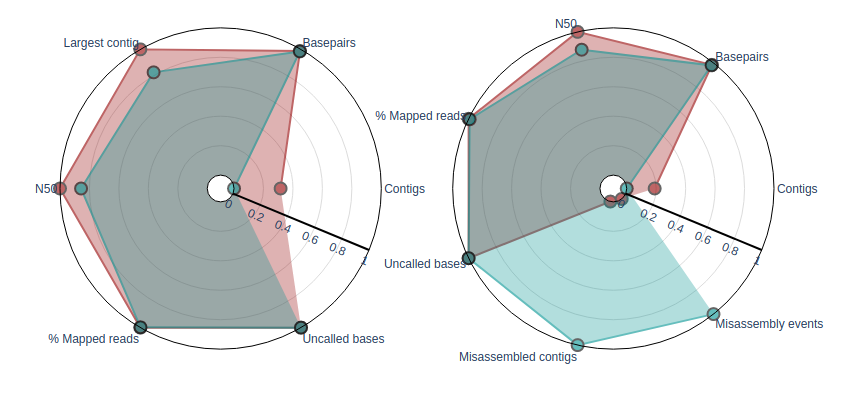 Largest contig
Basepairs
N50
Contigs
0
0.2
0.4
0.6
0.8
1
% Mapped reads
Uncalled bases
N50
Basepairs
% Mapped reads
Contigs
0
0.2
0.4
0.6
0.8
1
Uncalled bases
Misassembly events
Misassembled contigs